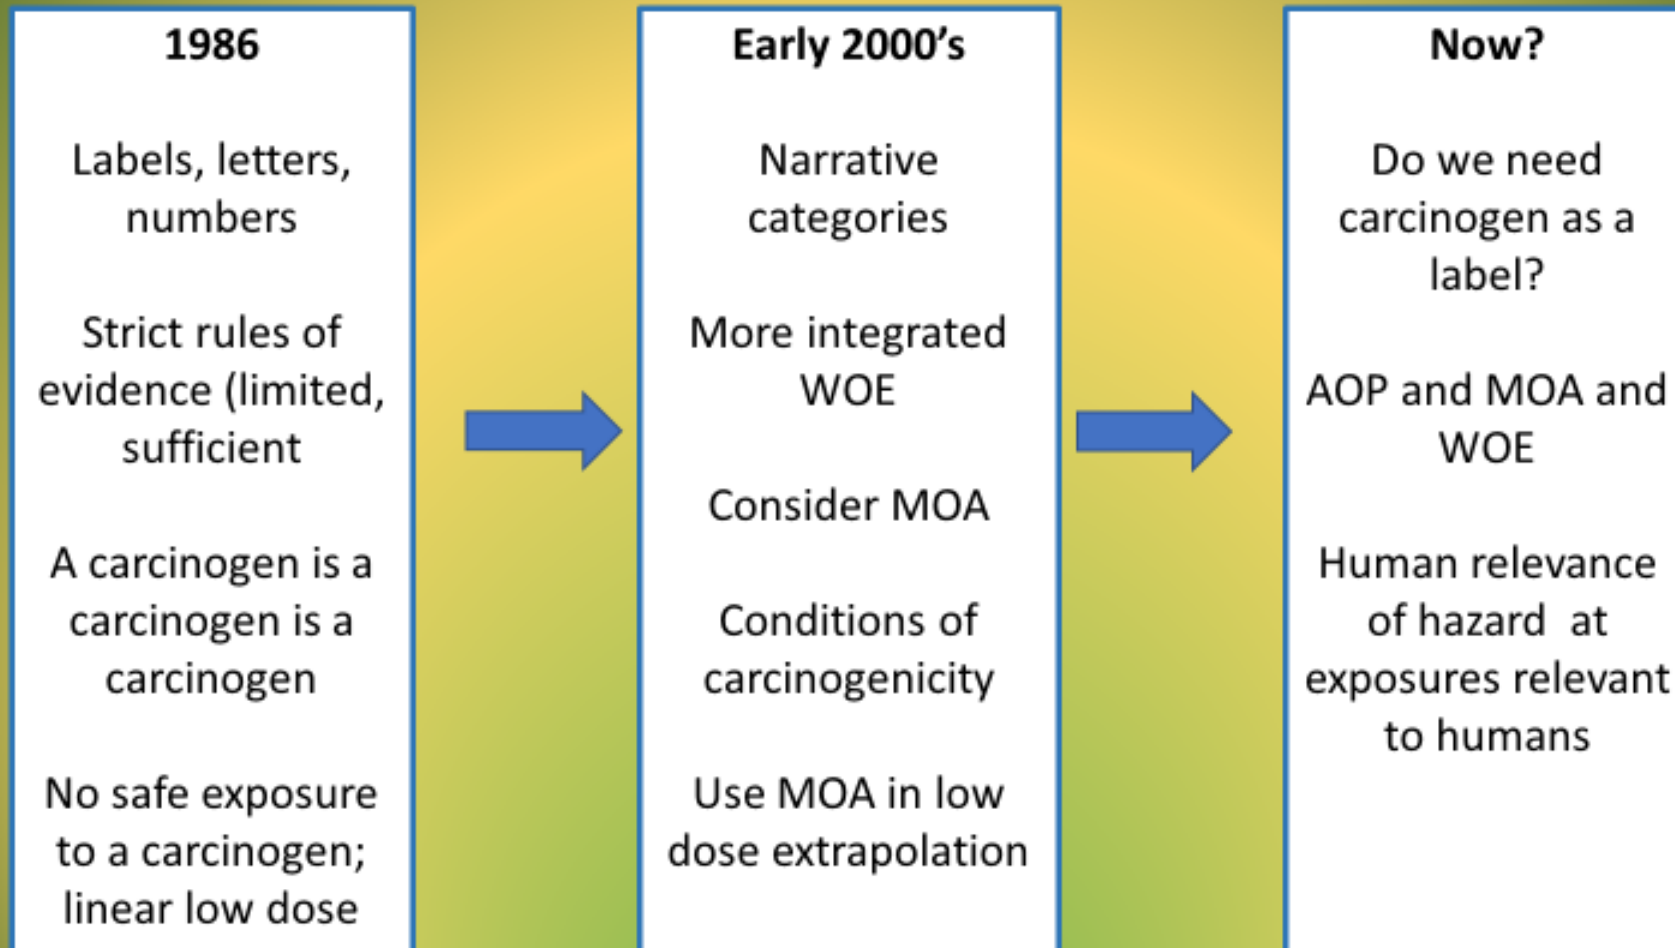 1986
Labels, letters,
numbers
Strict rules of
evidence (limited,
sufficient
A carcinogen is a
carcinogen is a
carcinogen
No safe exposure
to a carcinogen;
linear low dose
Early 2000’s
Narrative
categories
More integrated
WOE
Consider MOA
Conditions of
carcinogenicity
Use MOA in low
dose extrapolation
Now?
Do we need
carcinogen as a
label?
AOP and MOA and
WOE
Human relevance
of hazard  at
exposures relevant
to humans